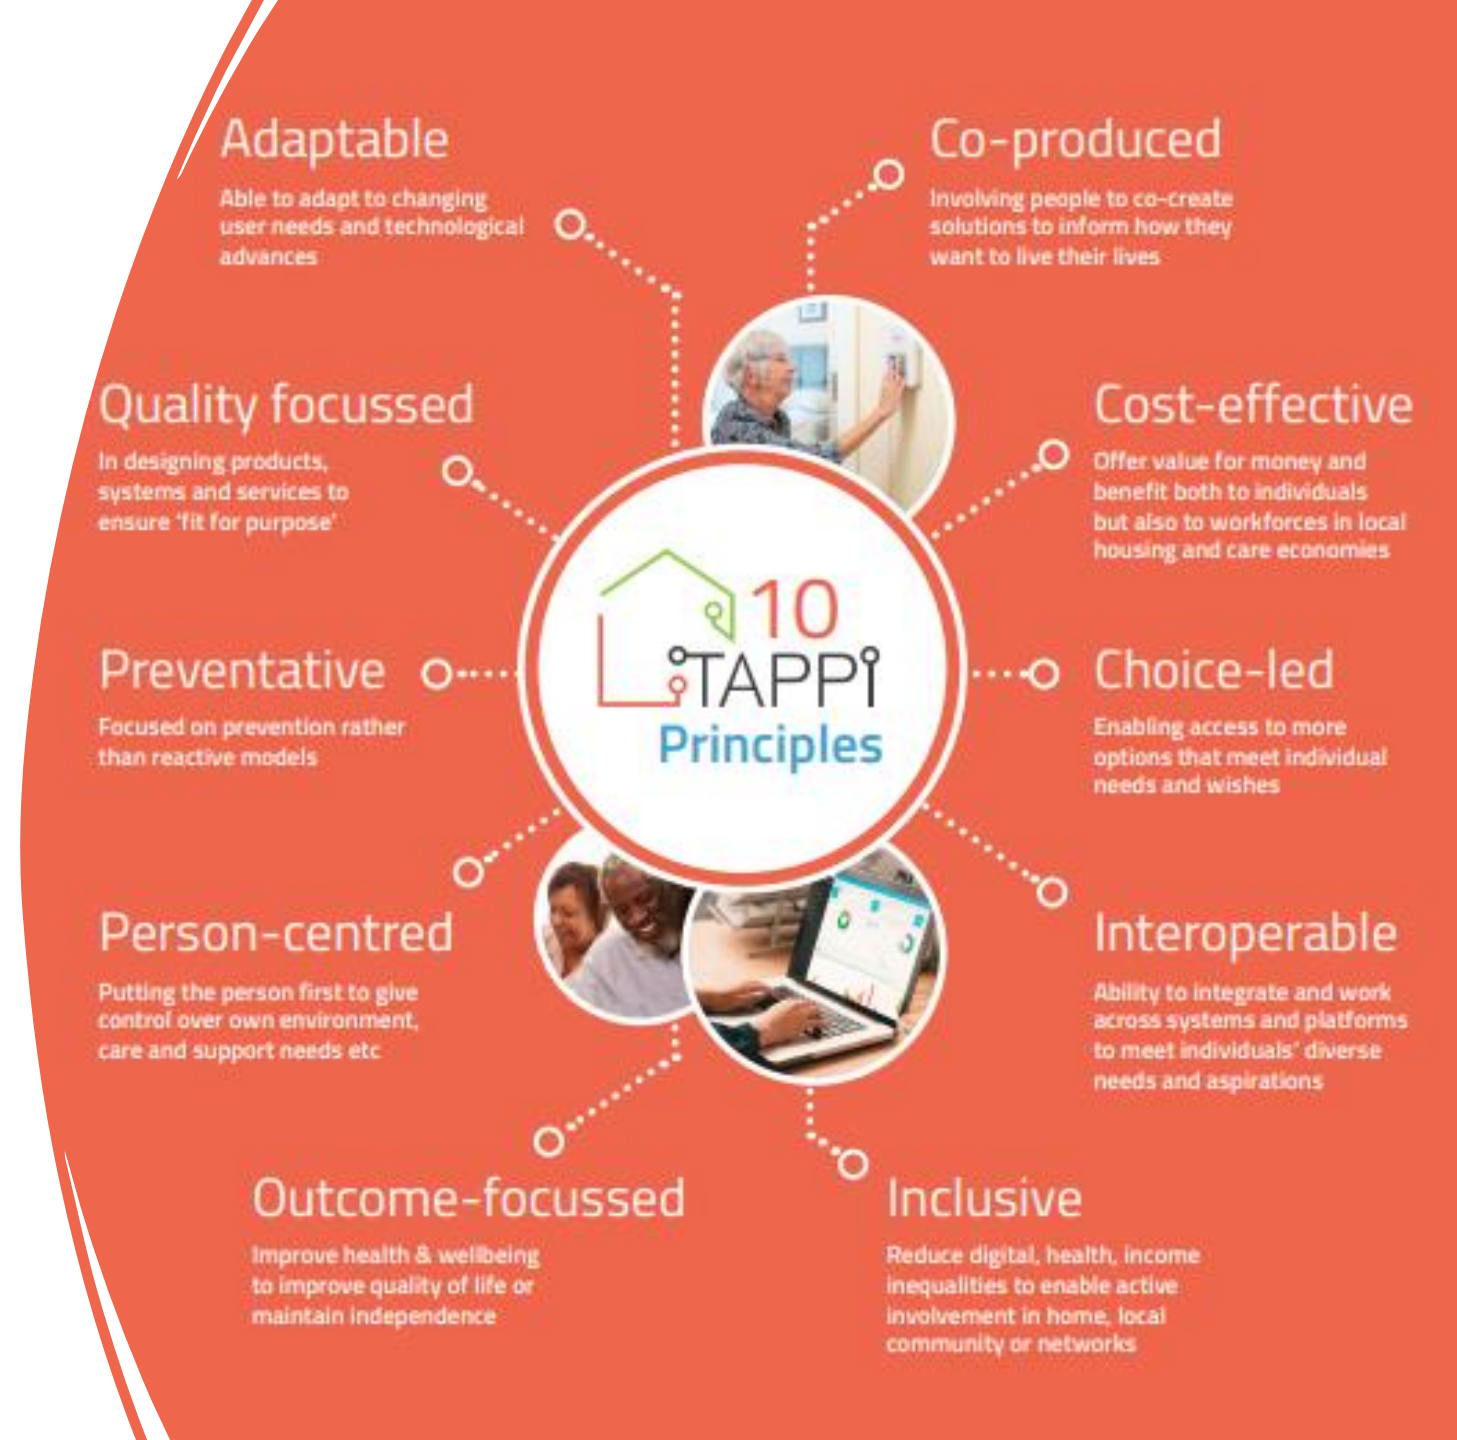 Adaptable
Able to adapt to changing
user needs and technological
advances
Co-produced
Involving people to co-create
solutions to inform how they
want to live their lives
Quality focussed
In designing products,
systems and services to
ensure 'fit for purpose'
Cost-effective
Offer value for money and
benefit both to individuals
but also to workforces in local
housing and care economies
10
TAPPi
Principles
Preventative
Focused on prevention rather
than reactive models
Choice-led
Enabling access to more
options that meet individual
needs and wishes
Person-centred
Putting the person first to give
control over own environment,
care and support needs etc
Interoperable
Ability to integrate and work
across systems and platforms
to meet individuals' diverse
needs and aspirations
Outcome-focussed
Improve health & wellbeing
to improve quality of life or
maintain independence
Inclusive
Reduce digital, health, income
inequalities to enable active
involvement in home, local
community or networks